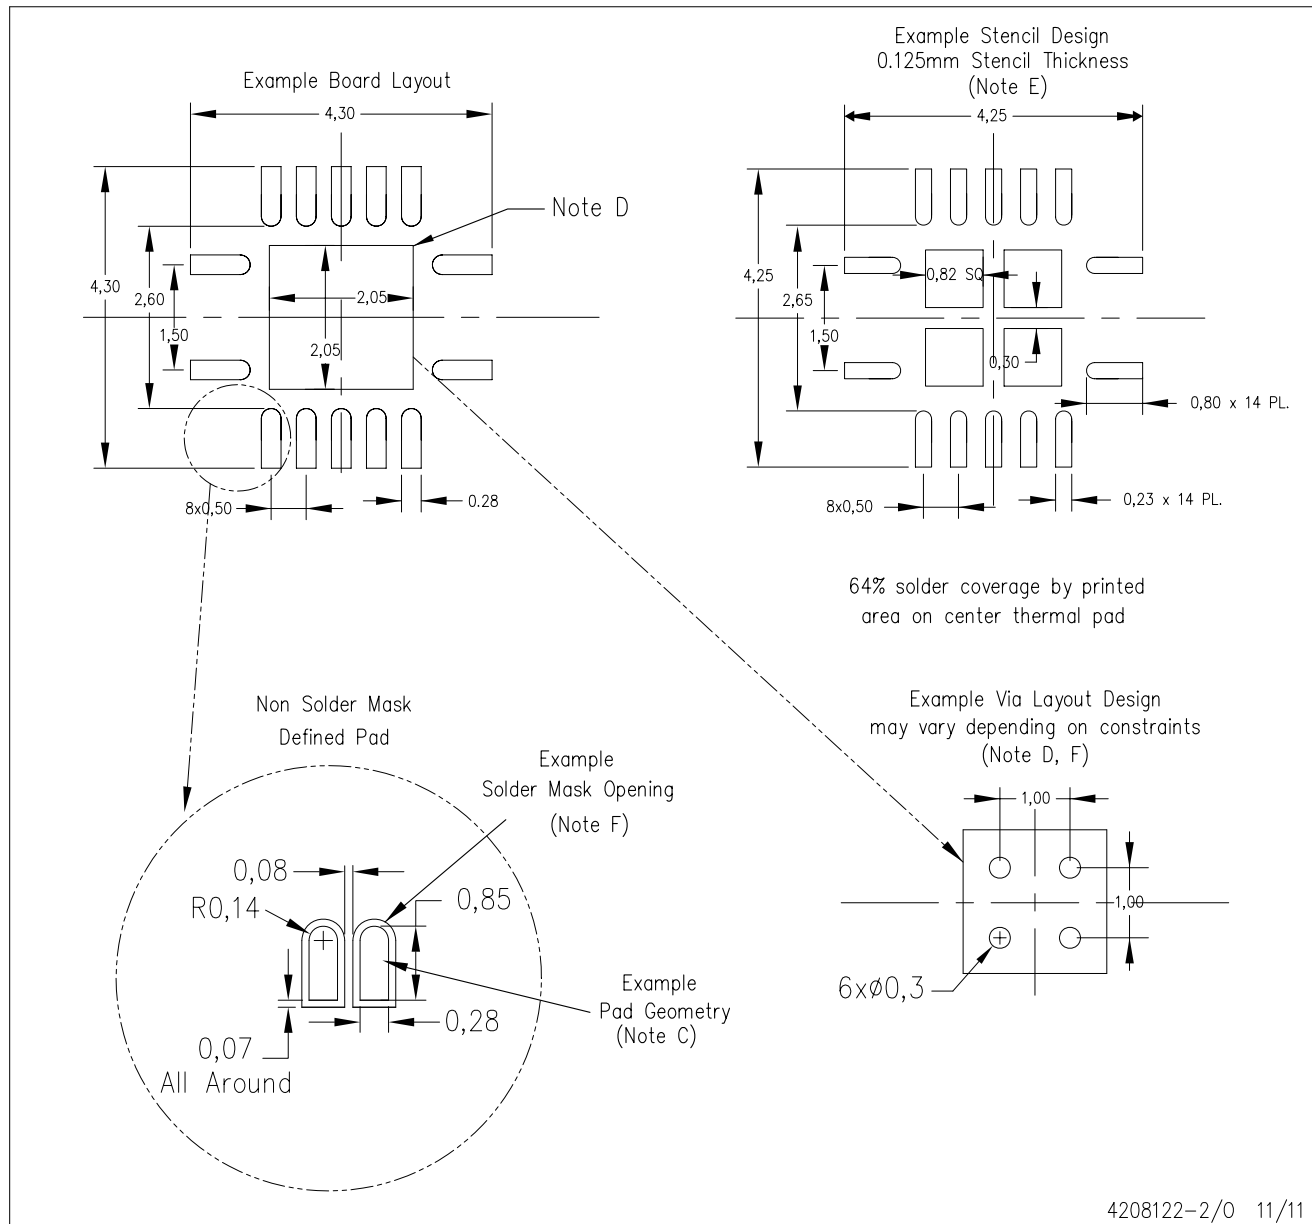 Example Board Layout
4,30
Note D
4,30
2,60
1,50
2,05
2,05
8x0,50
0.28
Example Stencil Design
0.125mm Stencil Thickness
(Note E)
4,25
4,25
2,65
1,50
0,82 SQ
0,30
0,80 x 14 PL.
8x0,50
0,23 x 14 PL.
64% solder coverage by printed
area on center thermal pad
Non Solder Mask
Defined Pad
Example
Solder Mask Opening
(Note F)
0,08
R0,14
0,85
0,28
0,07
All Around
Example
Pad Geometry
(Note C)
Example Via Layout Design
may vary depending on constraints
(Note D, F)
1,00
1,00
6xø0,3
4208122-2/O 11/11